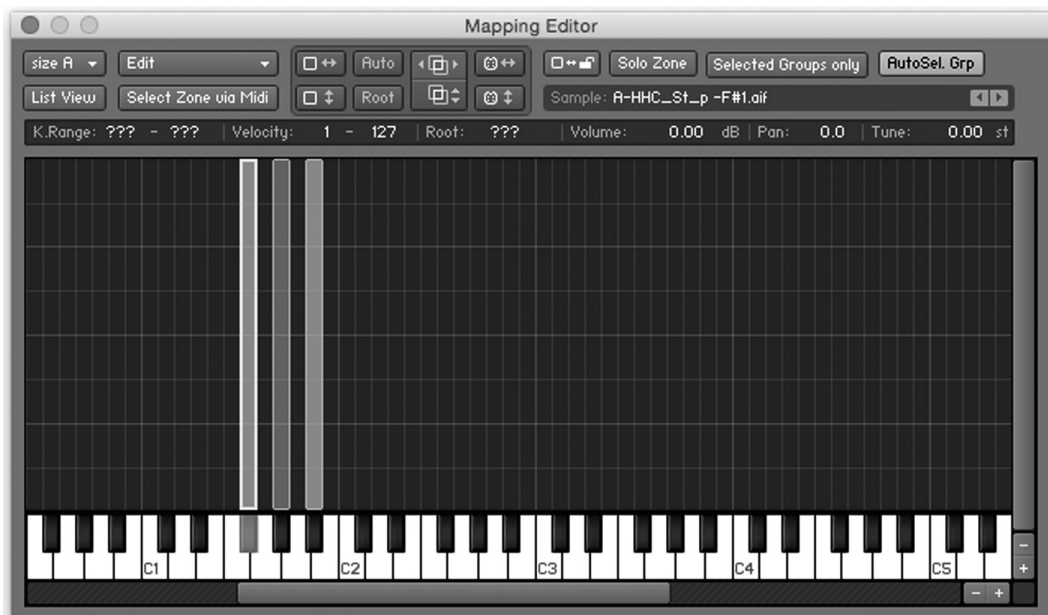 Mapping Editor
size A Edit Auto Solo Zone Selected Groups only AutoSel. Grp
List View Select Zone via Midi Root Sample: A-HHC_St_p -F#1.aif
K.Range: ??? - ??? Velocity: 1 - 127 Root: ??? Volume: 0.00 dB Pan: 0.0 Tune: 0.00 st
C1 C2 C3 C4 C5